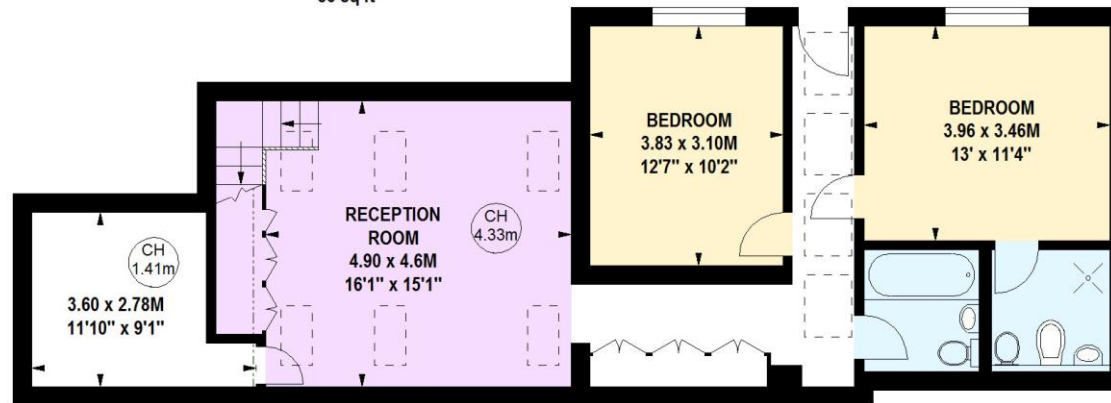 BEDROOM
3.83 x 3.10M
12'7" x 10'2"
BEDROOM
3.96 x 3.46M
13' x 11'4"
RECEPTION
ROOM
4.90 x 4.6M
16'1" x 15'1"
CH
4.33m
CH
1.41m
3.60 x 2.78M
11'10" x 9'1"